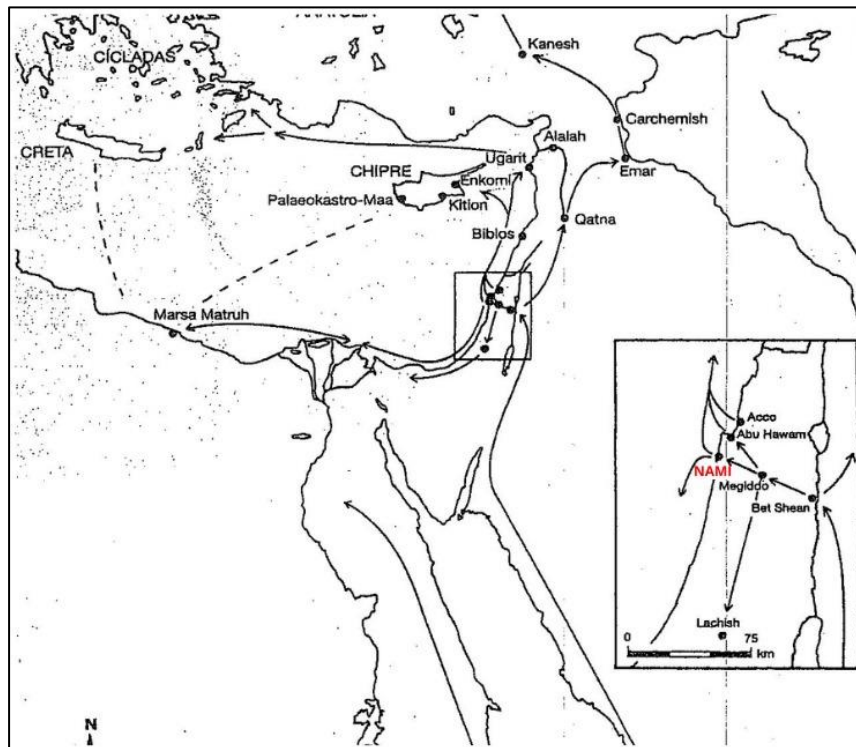 CÍCLADAS
Kanesh
Carchemish
CRETA
Alalah
Ugarit
Emar
CHIPRE
Enkomi
Palaeokastro-Maa
Kition
Qatna
Biblos
Marsa Matruh
Acco
Abu Hawam
NAMI
Megiddo
Bet Shean
Lachish
0 75
km
N